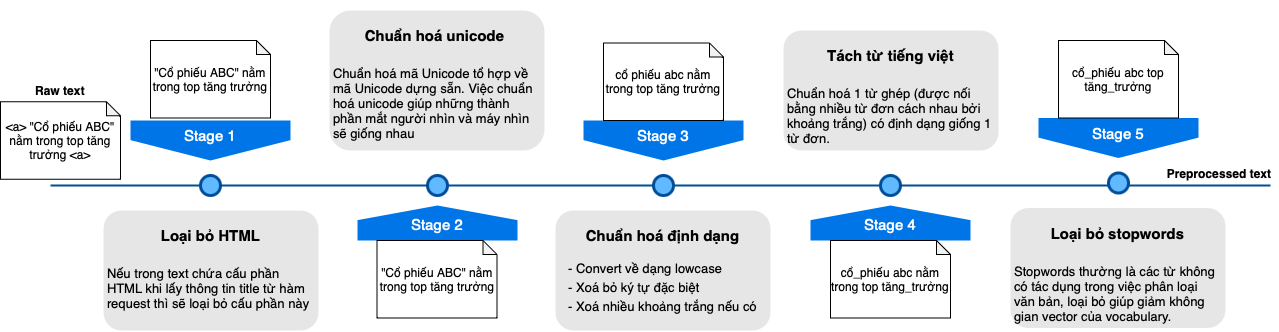 Raw text
<a> "Cổ phiếu ABC"
nằm trong top tăng
trưởng <a>
"Cổ phiếu ABC" nằm
trong top tăng trưởng
Stage 1
Loại bỏ HTML
Nếu trong text chứa cấu phần
HTML khi lấy thông tin title từ hàm
request thì sẽ loại bỏ cấu phần này
Chuẩn hoá unicode
Chuẩn hoá mã Unicode tổ hợp về
mã Unicode dựng sẵn. Việc chuẩn
hoá unicode giúp những thành
phần mắt người nhìn và máy nhìn
sẽ giống nhau
Stage 2
"Cổ phiếu ABC" nằm
trong top tăng trưởng
cổ phiếu abc nằm
trong top tăng trưởng
Stage 3
Chuẩn hoá định dạng
- Convert về dạng lowcase
- Xoá bỏ ký tự đặc biệt
- Xoá nhiều khoảng trắng nếu có
Tách từ tiếng việt
Chuẩn hoá 1 từ ghép (được nối
bằng nhiều từ đơn cách nhau bởi
khoảng trắng) có định dạng giống 1
từ đơn.
Stage 4
cổ_phiếu abc nằm
trong top tăng_trưởng
cổ_phiếu abc top
tăng_trưởng
Stage 5
Preprocessed text
Loại bỏ stopwords
Stopwords thường là các từ không
có tác dụng trong việc phân loại
văn bản, loại bỏ giúp giảm không
gian vector của vocabulary.